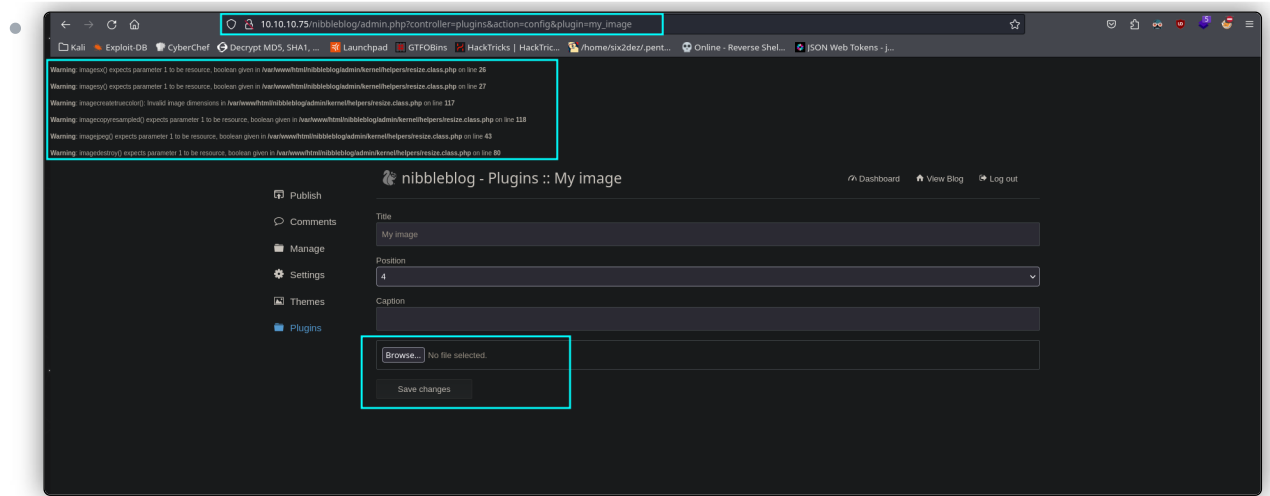 10.10.10.75/nibbleblog/admin.php?controller=plugins&action=config&plugin=my_image
5
Kali Exploit-DB CyberChef Decrypt MD5, SHA1, ... Launchpad GTFOBins HackTricks | HackTric... /home/six2dez/.pent... Online - Reverse Shel... JSON Web Tokens - j...
Warning: imagesx() expects parameter 1 to be resource, boolean given in /var/www/html/nibbleblog/admin/kernel/helpers/resize.class.php on line 26
Warning: imagesy() expects parameter 1 to be resource, boolean given in /var/www/html/nibbleblog/admin/kernel/helpers/resize.class.php on line 27
Warning: imagecreatetruecolor(): Invalid image dimensions in /var/www/html/nibbleblog/admin/kernel/helpers/resize.class.php on line 117
Warning: imagecopyresampled() expects parameter 1 to be resource, boolean given in /var/www/html/nibbleblog/admin/kernel/helpers/resize.class.php on line 118
Warning: imagejpeg() expects parameter 1 to be resource, boolean given in /var/www/html/nibbleblog/admin/kernel/helpers/resize.class.php on line 43
Warning: imagedestroy() expects parameter 1 to be resource, boolean given in /var/www/html/nibbleblog/admin/kernel/helpers/resize.class.php on line 80
nibbleblog - Plugins :: My image
Dashboard View Blog Log out
Publish
Comments
Manage
Settings
Themes
Plugins
Title
My image
Position
4
Caption
Browse... No file selected.
Save changes